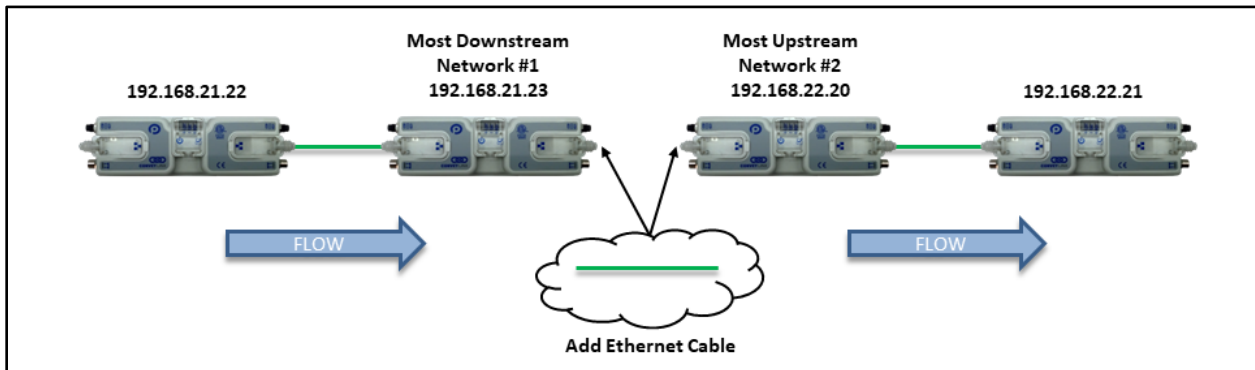 192.168.21.22
Most Downstream
Network #1
192.168.21.23
Most Upstream
Network #2
192.168.22.20
192.168.22.21
FLOW
FLOW
Add Ethernet Cable